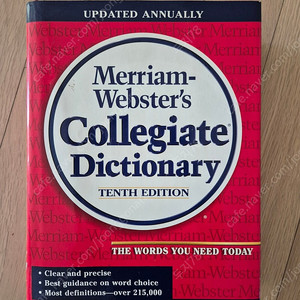 UPDATED ANNUALLY
Merriam-
Webster's
Collegiate
Dictionary
TENTH EDITION
THE WORDS YOU NEED TODAY
• Clear and precise
• Best guidance on word choice
• Most definitions—over 215,000